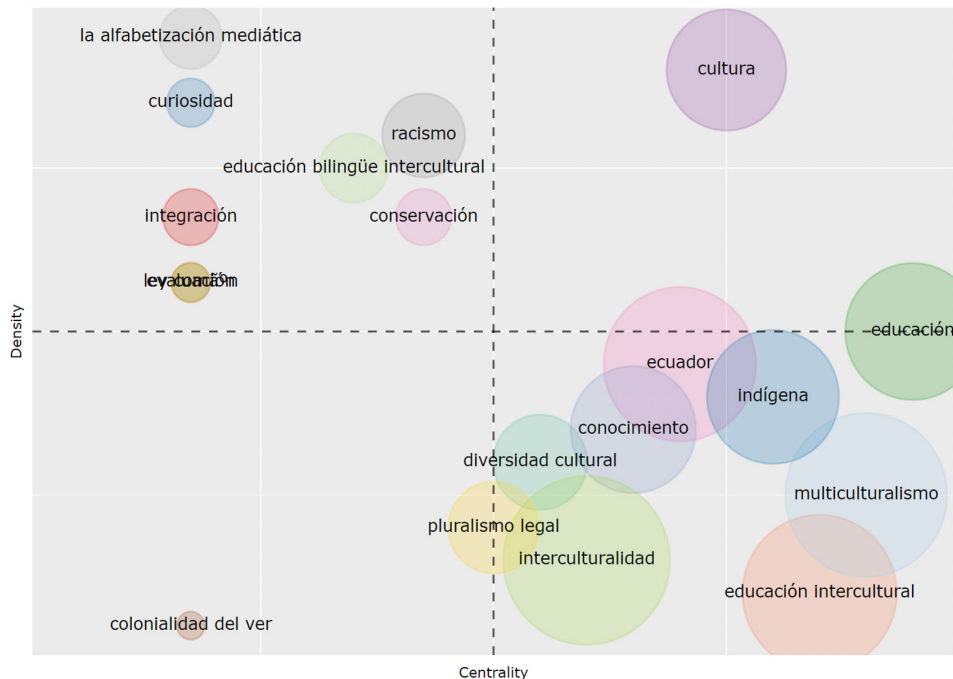 la alfabetización mediática
cultura
curiosidad
racismo
educación bilingüe intercultural
integración
conservación
educación
ecuador
indígena
conocimiento
diversidad cultural
multiculturalismo
pluralismo legal
interculturalidad
educación intercultural
colonialidad del ver
Density
Centrality